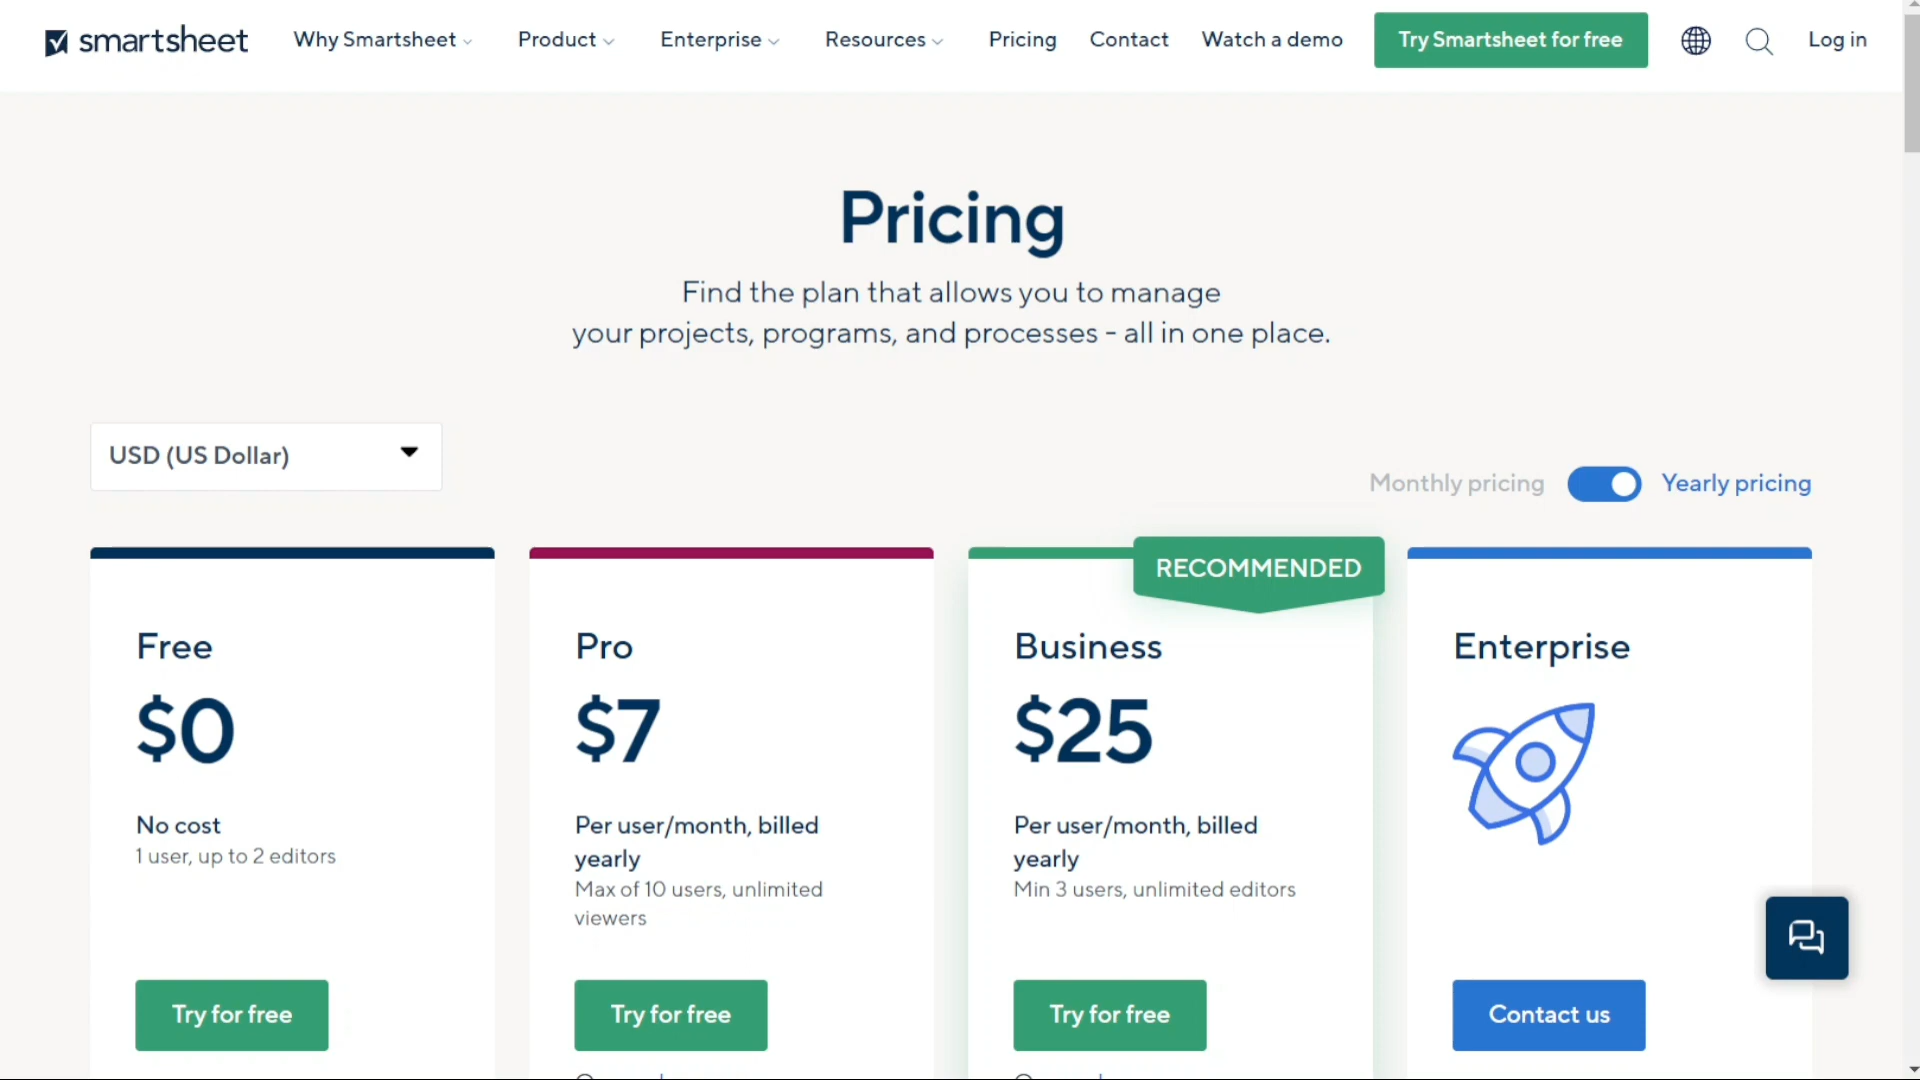 smartsheet Why Smartsheet Product Enterprise Resources Pricing Contact Watch a demo Try Smartsheet for free Log in
Pricing
Find the plan that allows you to manage
your projects, programs, and processes - all in one place.
USD (US Dollar)
Monthly pricing Yearly pricing
RECOMMENDED
Free
$0
No cost
1 user, up to 2 editors
Try for free
Pro
$7
Per user/month, billed
yearly
Max of 10 users, unlimited
viewers
Try for free
Business
$25
Per user/month, billed
yearly
Min 3 users, unlimited editors
Try for free
Enterprise
Contact us